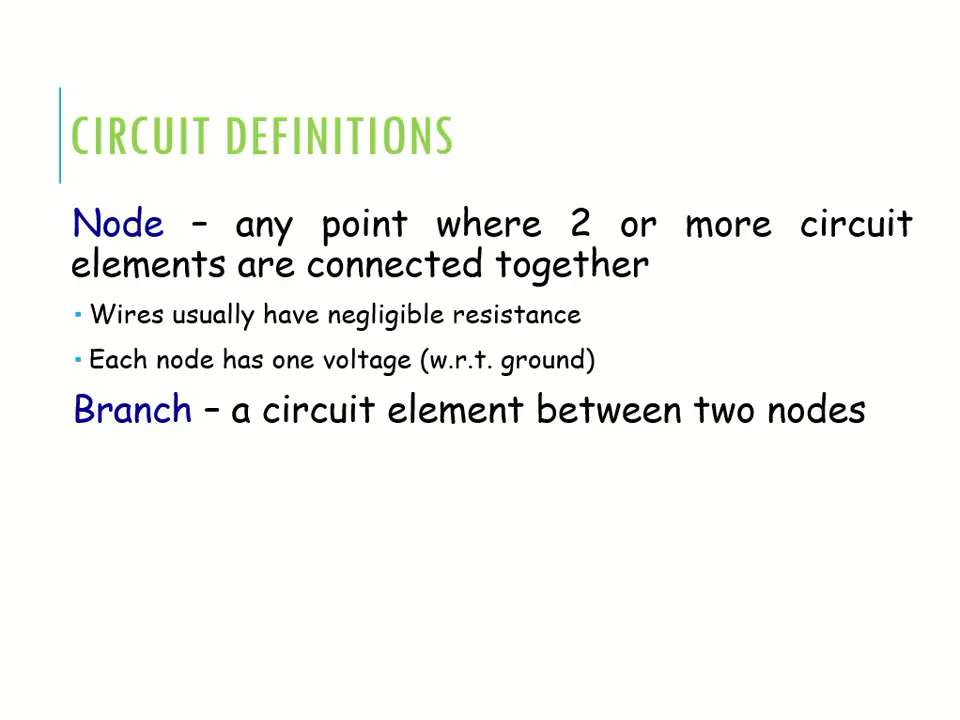 CIRCUIT DEFINITIONS
Node – any point where 2 or more circuit
elements are connected together
▪ Wires usually have negligible resistance
▪ Each node has one voltage (w.r.t. ground)
Branch – a circuit element between two nodes